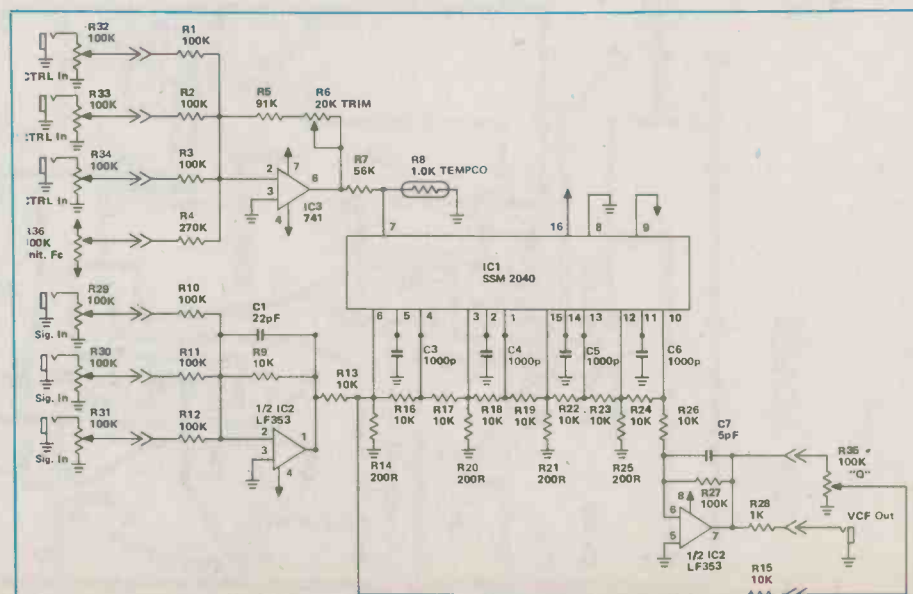 R32
100K
R1
100K
CTRL In
R33
100K
R2
100K
CTRL In
R34
100K
R3
100K
CTRL In
R36
100K
Init. Fc
R4
270K
R5
91K
R6
20K TRIM
2
7
6
3
4
IC3
741
R7
56K
R8
1.0K TEMPCO
7
16
8
9
IC1
SSM 2040
6
5
4
3
2
1
15
14
13
12
11
10
R29
100K
R10
100K
Sig. In
R30
100K
R11
100K
Sig. In
R31
100K
R12
100K
Sig. In
C1
22pF
R9
10K
1/2 IC2
LF353
2
1
3
4
R13
10K
C3
1000p
C4
1000p
C5
1000p
C6
1000p
R16
10K
R17
10K
R18
10K
R19
10K
R22
10K
R23
10K
R24
10K
R26
10K
R14
200R
R20
200R
R21
200R
R25
200R
C7
5pF
R27
100K
8
6
5
7
1/2 IC2
LF353
R28
1K
R35
100K
"Q"
VCF Out
R15
10K